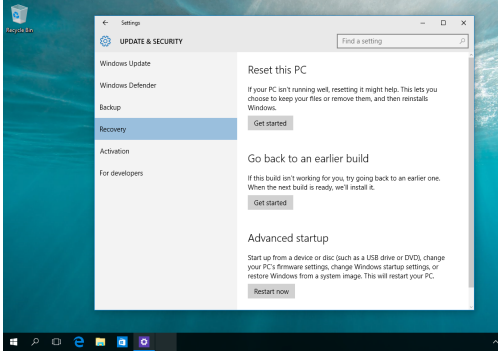 Recycle Bin
Settings
UPDATE & SECURITY
Find a setting
Windows Update
Windows Defender
Backup
Recovery
Activation
For developers
Reset this PC
If your PC isn't running well, resetting it might help. This lets you
choose to keep your files or remove them, and then reinstalls
Windows.
Get started
Go back to an earlier build
If this build isn't working for you, try going back to an earlier one.
When the next build is ready, we'll install it.
Get started
Advanced startup
Start up from a device or disc (such as a USB drive or DVD), change
your PC's firmware settings, change Windows startup settings, or
restore Windows from a system image. This will restart your PC.
Restart now